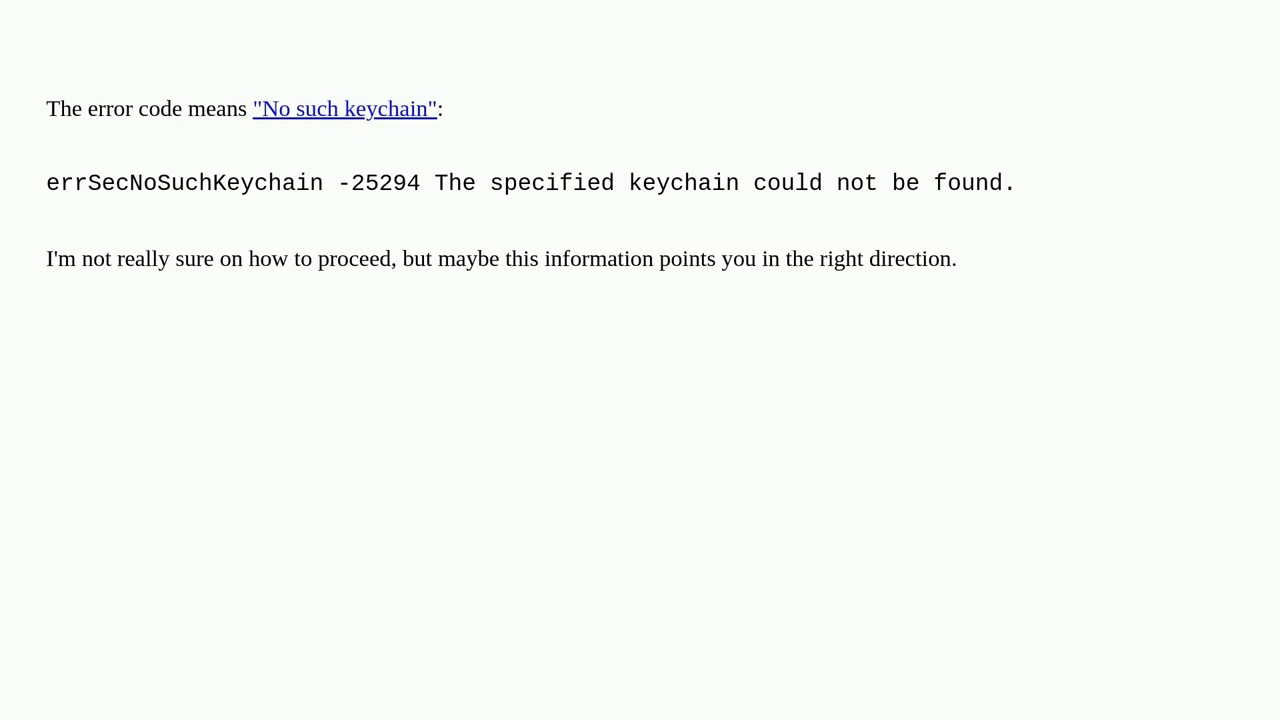 The error code means "No such keychain":
errSecNoSuchKeychain -25294 The specified keychain could not be found.
I'm not really sure on how to proceed, but maybe this information points you in the right direction.